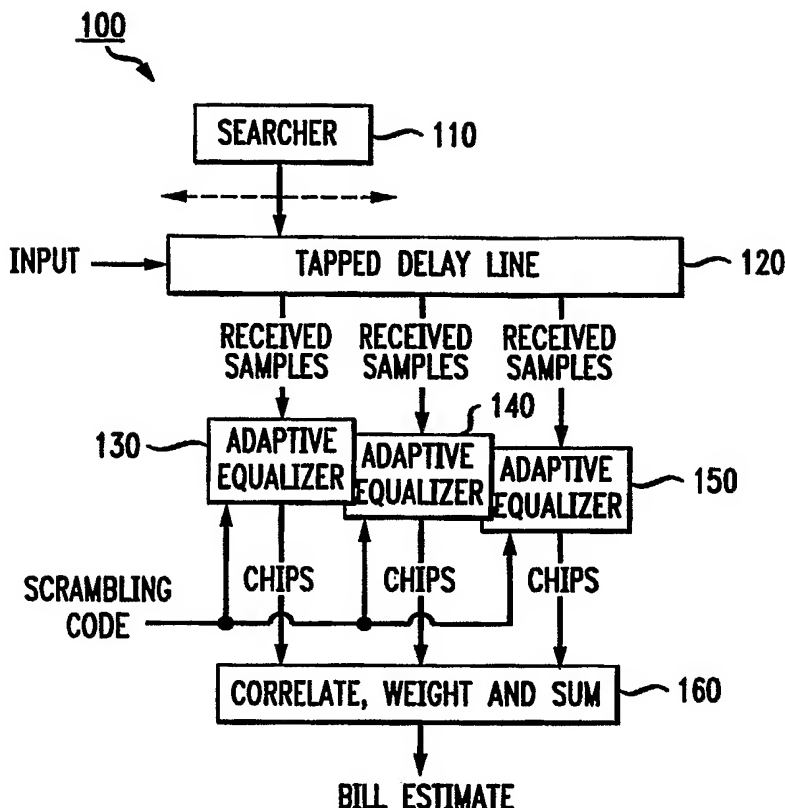 100
SEARCHER
110
INPUT
TAPPED DELAY LINE
120
RECEIVED
SAMPLES
RECEIVED
SAMPLES
RECEIVED
SAMPLES
130
ADAPTIVE
EQUALIZER
140
ADAPTIVE
EQUALIZER
ADAPTIVE
EQUALIZER
150
SCRAMBLING
CODE
CHIPS
CHIPS
CHIPS
CORRELATE, WEIGHT AND SUM
160
BILL ESTIMATE